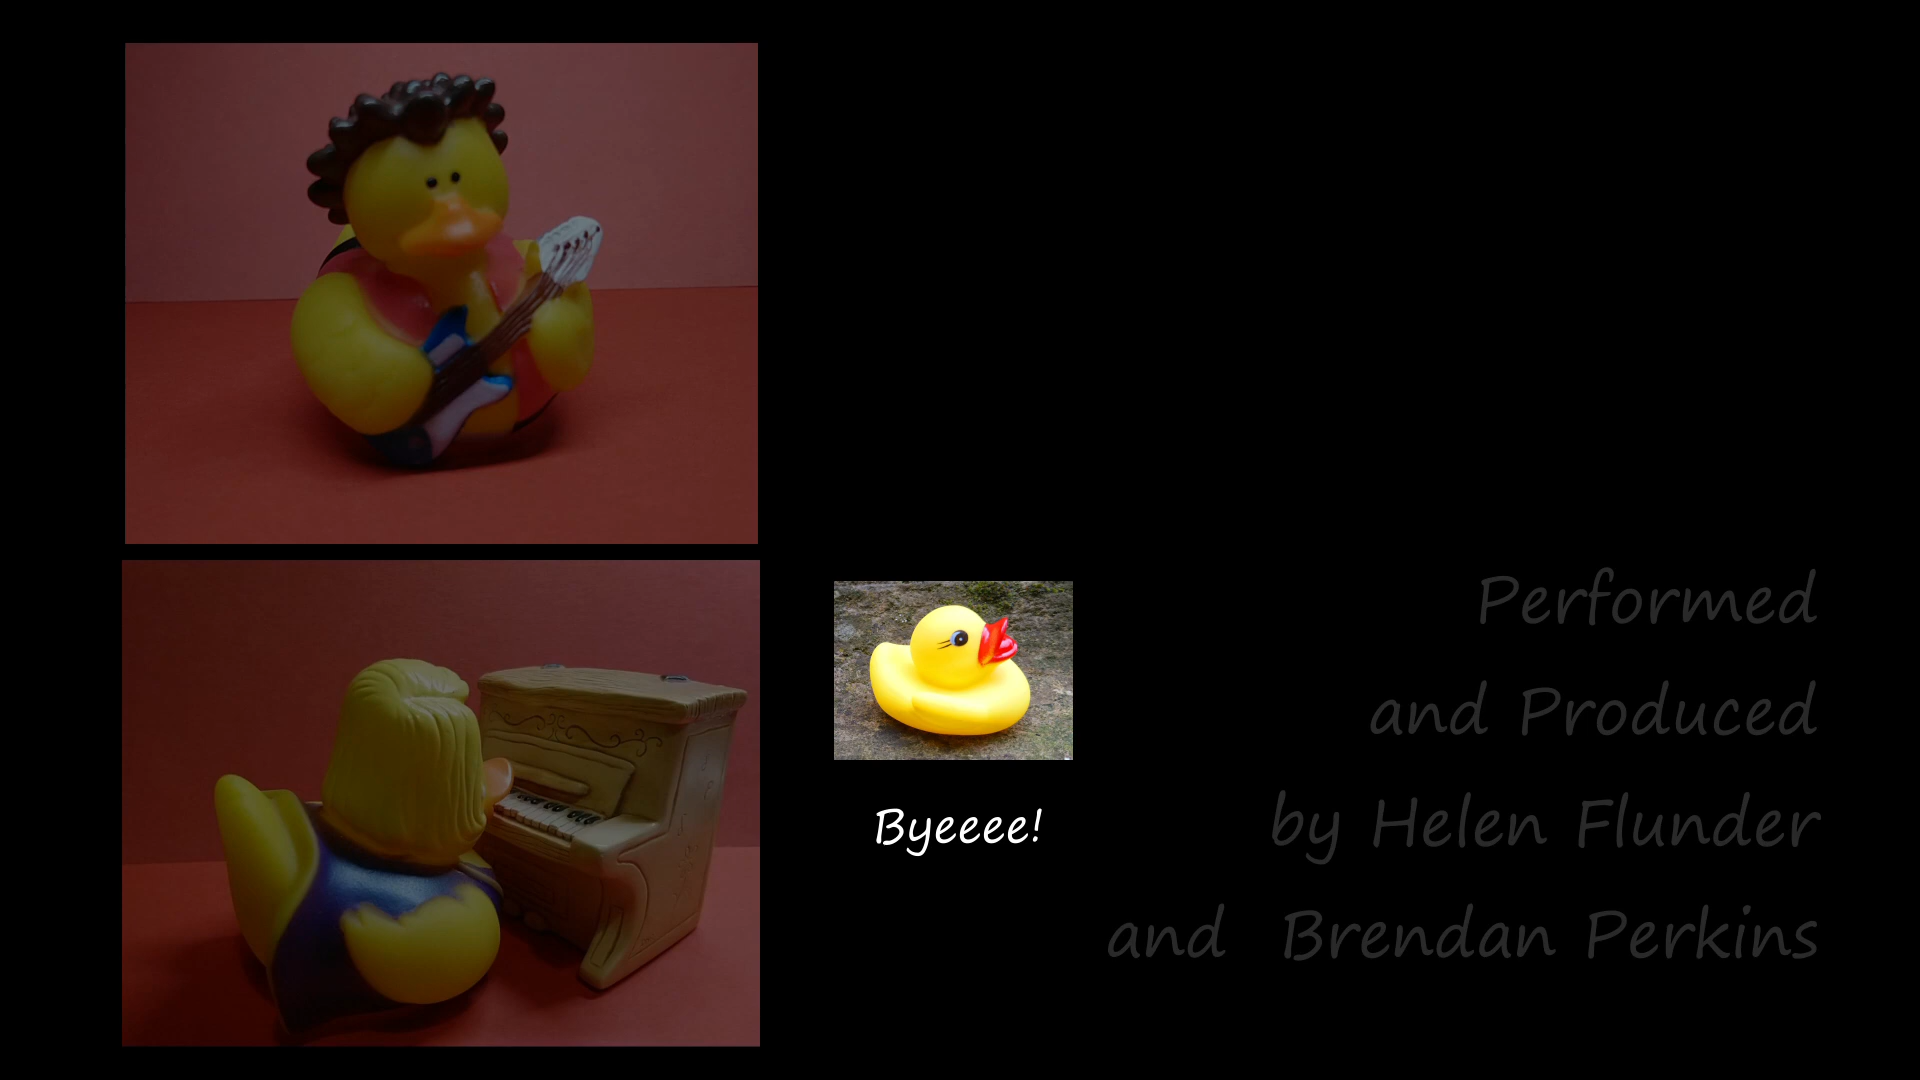 Byeeee!
Performed
and Produced
by Helen Flunder
and Brendan Perkins